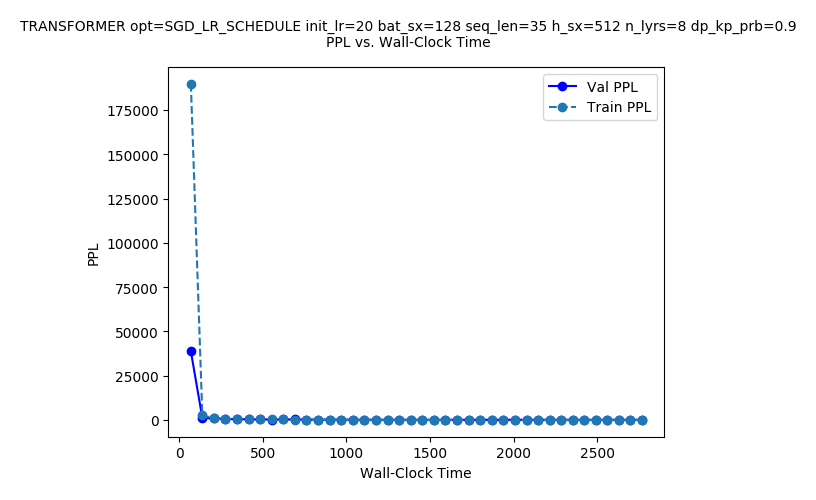 TRANSFORMER opt=SGD_LR_SCHEDULE init_lr=20 bat_sx=128 seq_len=35 h_sx=512 n_lyrs=8 dp_kp_prb=0.9
PPL vs. Wall-Clock Time
Val PPL
Train PPL
175000
150000
125000
100000
75000
50000
25000
0
PPL
0 500 1000 1500 2000 2500
Wall-Clock Time